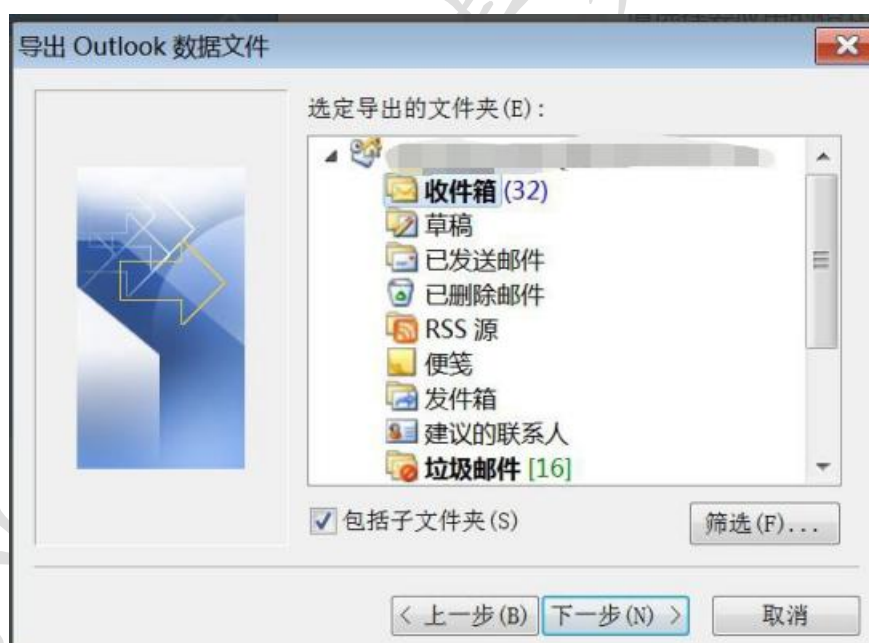 导出 Outlook 数据文件
选定导出的文件夹(E):
收件箱 (32)
草稿
已发送邮件
已删除邮件
RSS 源
便笺
发件箱
建议的联系人
垃圾邮件 [16]
包括子文件夹(S)
筛选(F)...
< 上一步(B)
下一步(N) >
取消